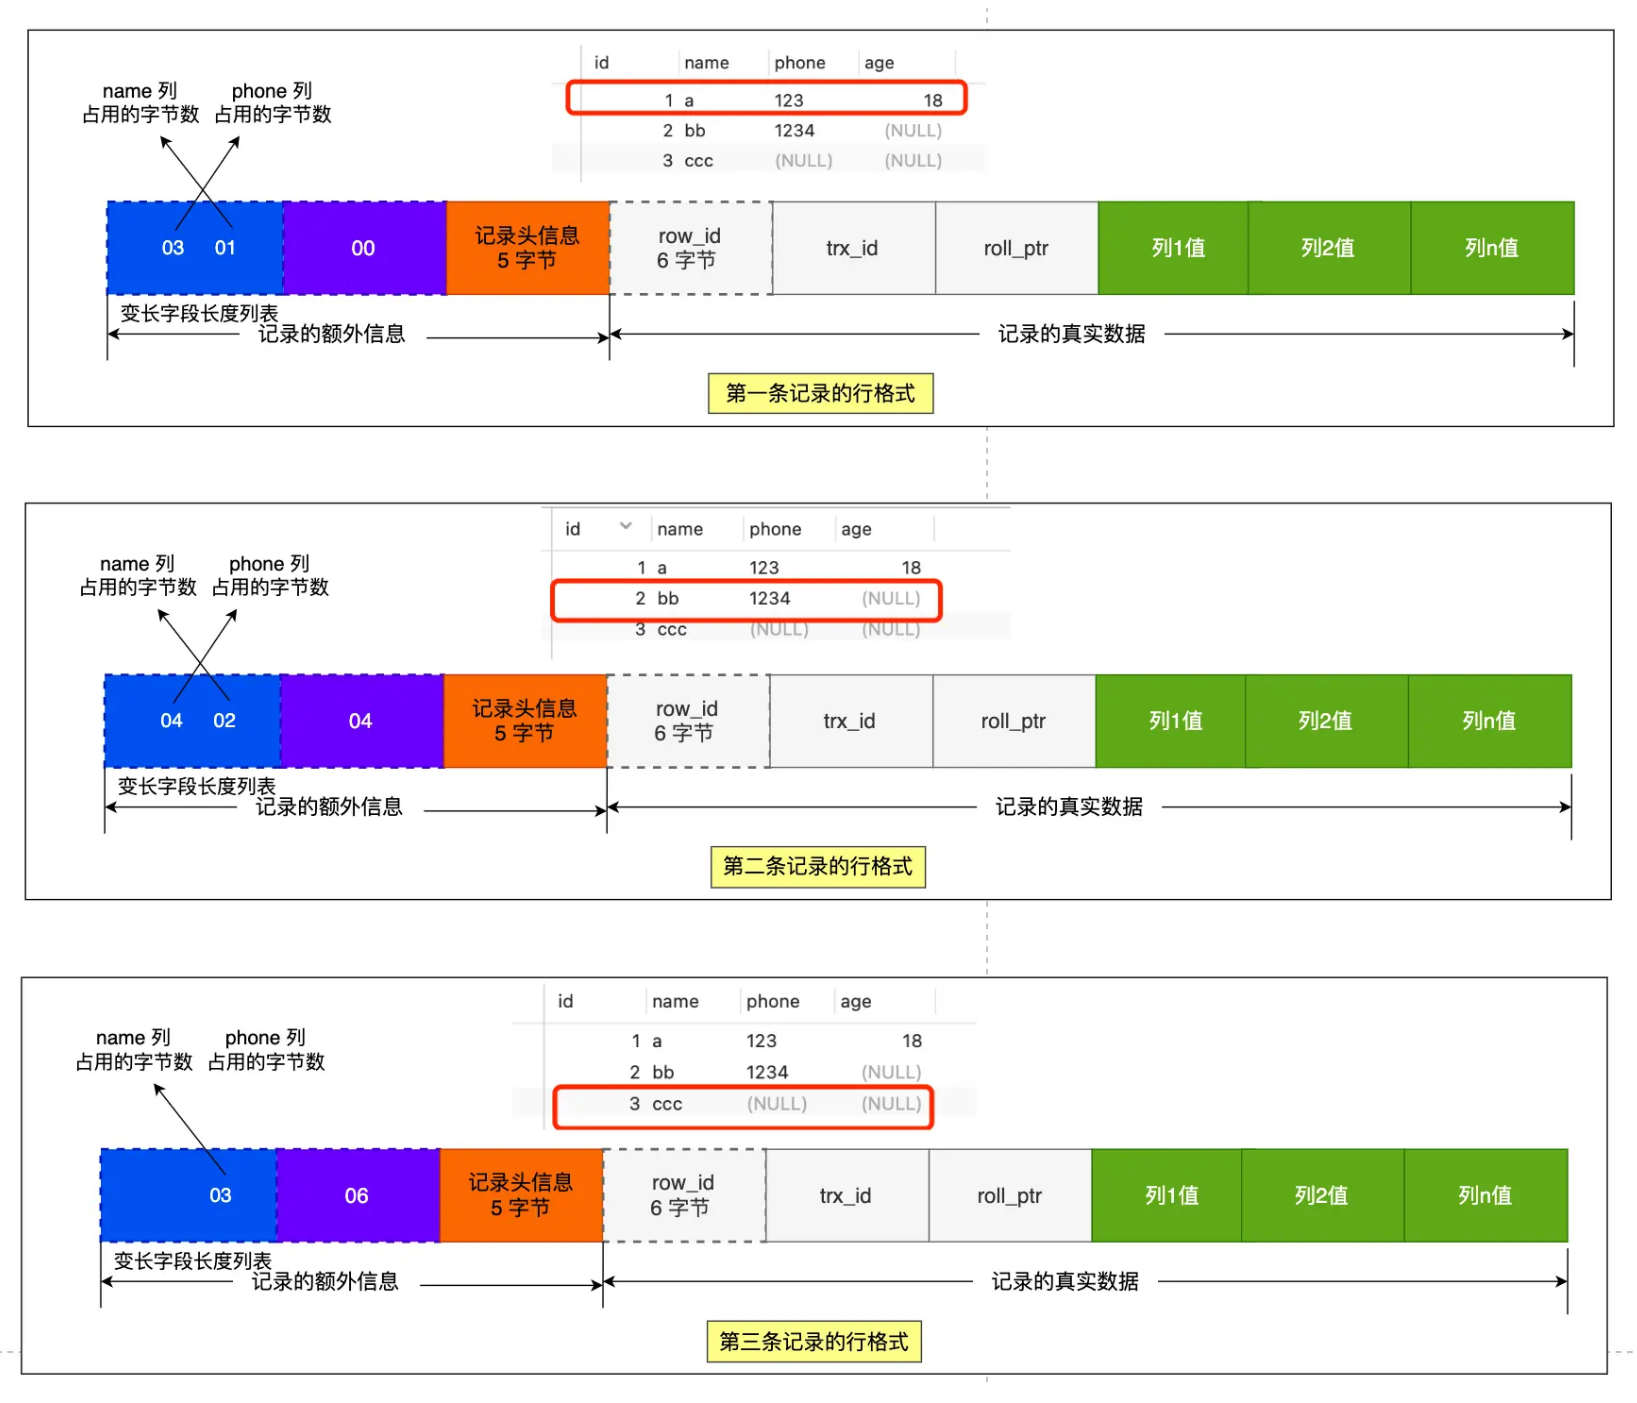 id name phone age
1 a 123 18
2 bb 1234 (NULL)
3 ccc (NULL) (NULL)
name 列 phone 列
占用的字节数 占用的字节数
03 01 00 记录头信息 5 字节 row_id 6 字节 trx_id roll_ptr 列1值 列2值 列n值
变长字段长度列表
记录的额外信息 记录的真实数据
第一条记录的行格式
id name phone age
1 a 123 18
2 bb 1234 (NULL)
3 ccc (NULL) (NULL)
name 列 phone 列
占用的字节数 占用的字节数
04 02 04 记录头信息 5 字节 row_id 6 字节 trx_id roll_ptr 列1值 列2值 列n值
变长字段长度列表
记录的额外信息 记录的真实数据
第二条记录的行格式
id name phone age
1 a 123 18
2 bb 1234 (NULL)
3 ccc (NULL) (NULL)
name 列 phone 列
占用的字节数 占用的字节数
03 06 记录头信息 5 字节 row_id 6 字节 trx_id roll_ptr 列1值 列2值 列n值
变长字段长度列表
记录的额外信息 记录的真实数据
第三条记录的行格式